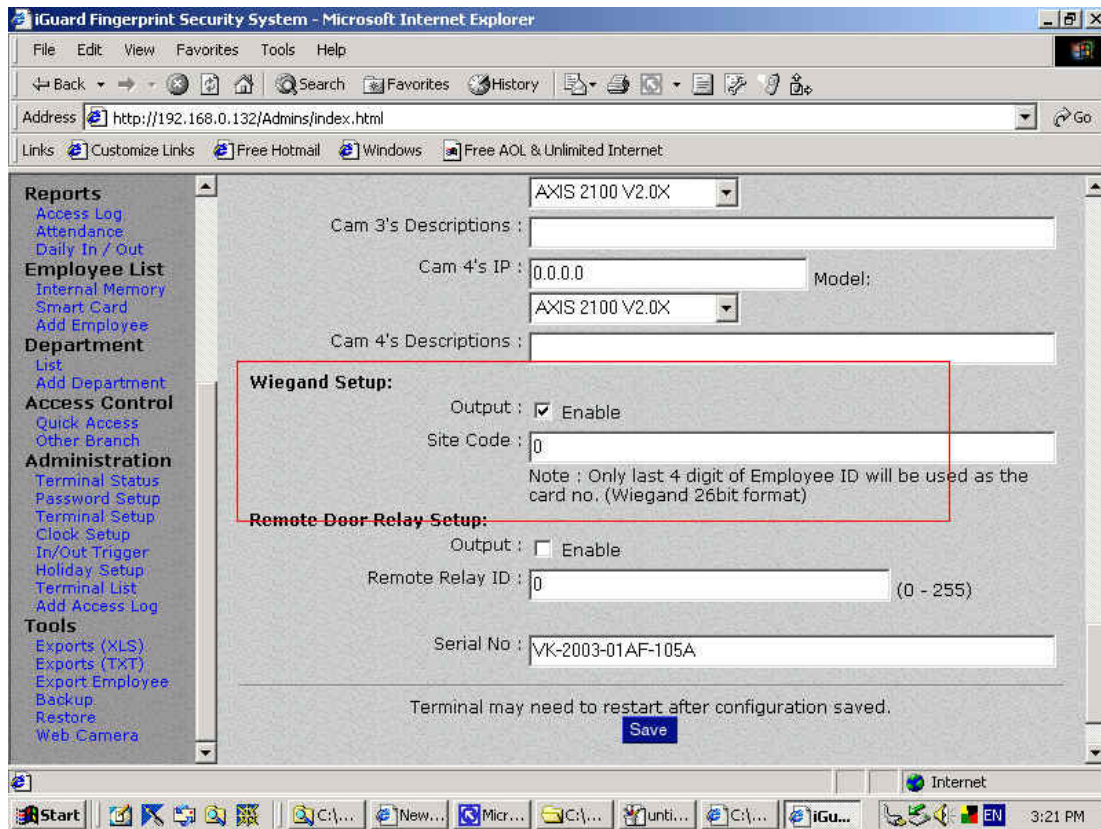 iGuard Fingerprint Security System - Microsoft Internet Explorer
File Edit View Favorites Tools Help
Back Search Favorites History
Address http://192.168.0.132/Admins/index.html Go
Links Customize Links Free Hotmail Windows Free AOL & Unlimited Internet
Reports
Access Log
Attendance
Daily In / Out
Employee List
Internal Memory
Smart Card
Add Employee
Department
List
Add Department
Access Control
Quick Access
Other Branch
Administration
Terminal Status
Password Setup
Terminal Setup
Clock Setup
In/Out Trigger
Holiday Setup
Terminal List
Add Access Log
Tools
Exports (XLS)
Exports (TXT)
Export Employee
Backup
Restore
Web Camera
AXIS 2100 V2.0X
Cam 3's Descriptions :
Cam 4's IP : 0.0.0.0 Model:
AXIS 2100 V2.0X
Cam 4's Descriptions :
Wiegand Setup:
Output : Enable
Site Code : 0
Note : Only last 4 digit of Employee ID will be used as the
card no. (Wiegand 26bit format)
Remote Door Relay Setup:
Output : Enable
Remote Relay ID : 0 (0 - 255)
Serial No : VK-2003-01AF-105A
Terminal may need to restart after configuration saved.
Save
Internet
Start C:\... New... Micr... C:\... unti... C:\... iGu... EN 3:21 PM